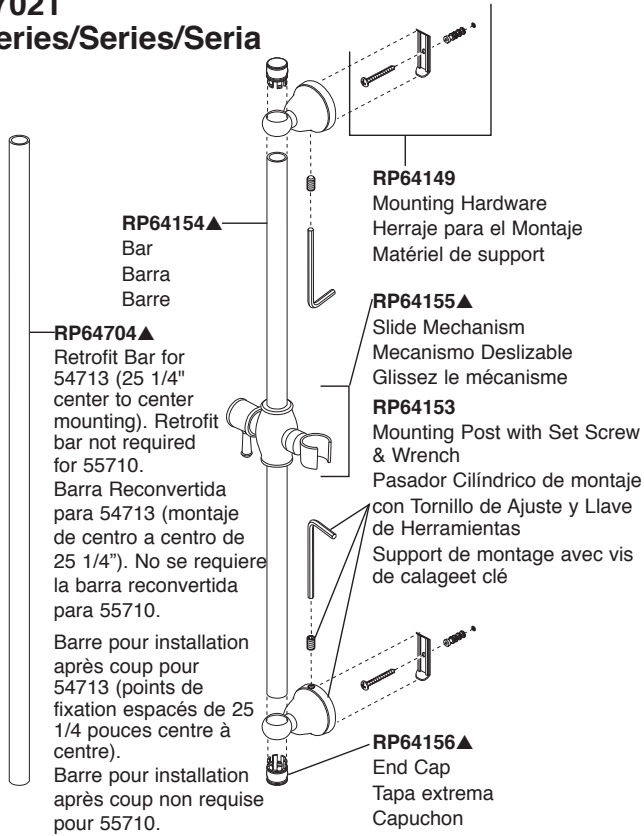 eries/Series/Seria
RP64149
Mounting Hardware
Herraje para el Montaje
Matériel de support
RP64154▲
Bar
Barra
Barre
RP64155▲
Slide Mechanism
Mecanismo Deslizable
Glissez le mécanisme
RP64704▲
Retrofit Bar for
54713 (25 1/4"
center to center
mounting). Retrofit
bar not required
for 55710.
Barra Reconvertida
para 54713 (montaje
de centro a centro de
25 1/4”). No se requiere
la barra reconvertida
para 55710.
Barre pour installation
après coup pour
54713 (points de
fixation espacés de 25
1/4 pouces centre à
centre).
Barre pour installation
après coup non requise
pour 55710.
RP64153
Mounting Post with Set Screw
& Wrench
Pasador Cilíndrico de montaje
con Tornillo de Ajuste y Llave
de Herramientas
Support de montage avec vis
de calageet clé
RP64156▲
End Cap
Tapa extrema
Capuchon